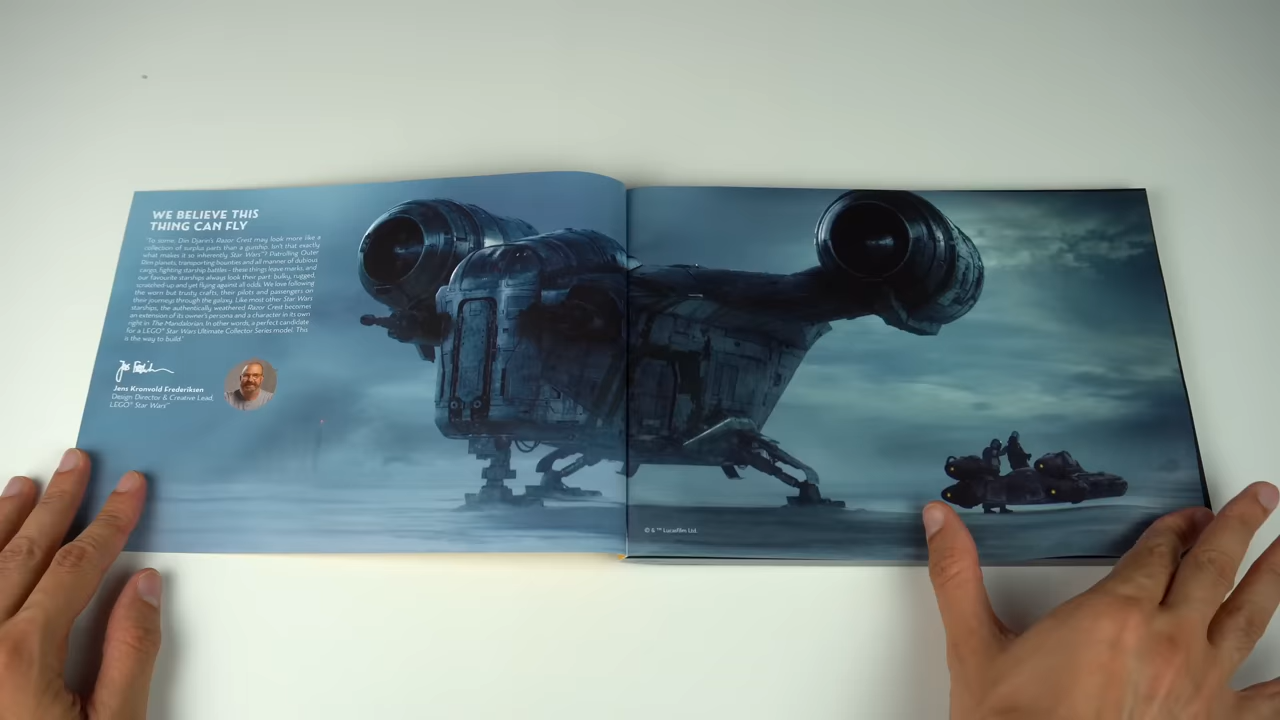 WE BELIEVE THIS
THING CAN FLY
"To some, Din Djarin's Razor Crest may look more like a
collection of surplus parts than a gunship. Isn't that exactly
what makes it so inherently Star Wars™? Patrolling Outer
Rim planets, transporting bounties and all manner of dubious
cargo, fighting starship battles – these things leave marks, and
our favourite starships always look their part: bulky, rugged,
scratched-up and yet flying against all odds. We love following
the worn but trusty crafts, their pilots and passengers on
their journeys through the galaxy. Like most other Star Wars
starships, the authentically weathered Razor Crest becomes
an extension of its owner's persona and a character in its own
right in The Mandalorian. In other words, a perfect candidate
for a LEGO® Star Wars Ultimate Collector Series model. This
is the way to build."
Jens Kronvold Frederiksen
Design Director & Creative Lead,
LEGO® Star Wars™
© & ™ Lucasfilm Ltd.